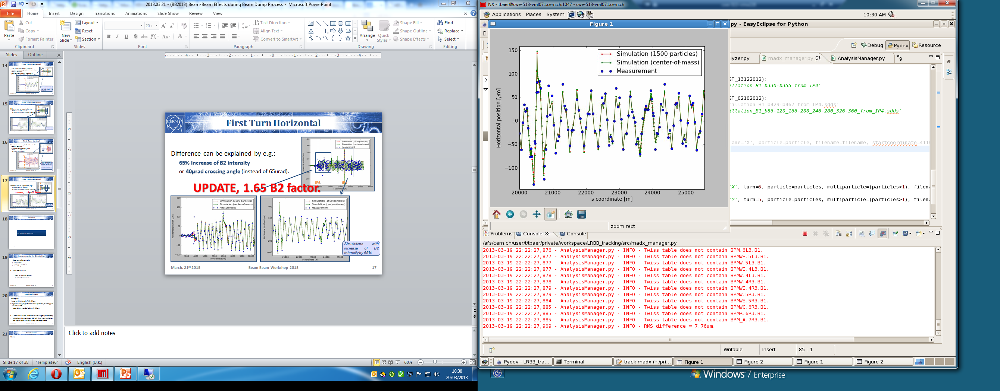 2013.03.21 - (BB2013) Beam-Beam Effects during Beam Dump Process - Microsoft PowerPoint
File Home Insert Design Transitions Animations Slide Show Review View
Paste
Cut
Copy
Format Painter
Clipboard
New Slide
Layout
Reset
Section
Slides
20
Font
Text Direction
Align Text
Convert to SmartArt
Paragraph
Arrange
Quick Styles
Shape Fill
Shape Outline
Shape Effects
Drawing
Find
Replace
Select
Editing
Slides Outline
14
15
16
17
18
19
20
21
CERN
First Turn Horizontal
Difference can be explained by e.g.:
65% Increase of B2 intensity
or 40µrad crossing angle (instead of 65urad).
UPDATE, 1.65 B2 factor.
Simulation (1500 particles)
Simulation (center-of-mass)
Measurement
Simulation (1500 particles)
Simulation (center-of-mass)
Measurement
s coordinate [m]
Simulation (1500 particles)
Simulation (center-of-mass)
Measurement
s coordinate [m]
Simulations with
increase of B2
intensity by 65%.
March, 21st 2013 Beam-Beam Workshop 2013 17
Click to add notes
Slide 17 of 38 "Template6" English (U.K.) 60%
10:30
20/03/2013
NX - tbaer@cwe-513-vml071.cern.ch:1047 - cwe-513-vml071.cern.ch
Applications Places System 10:30 AM
Figure 1
py - EasyEclipse for Python
Debug Pydev Resource
lyzer.py madx_manager.py AnalysisManager.py »9
Horizontal position [µm]
150
100
50
0
−50
−100
Simulation (1500 particles)
Simulation (center-of-mass)
Measurement
20000 21000 22000 23000 24000 25000
s coordinate [m]
zoom rect
ST_13122012):
illation_B1_b330-b355_from_IP4'
ST_02102012):
cillation_B1_b429-b467_from_IP4.sdds'
illation_B1_b86-120_166-200_246-280_326-360_from_IP4.sdds'
lane='X', particle=particle, filename=filename, startcoordinate=411
'X', turn=5, particle=particles, multiparticle=(particles>1), filen
'Y', turn=5, particle=particles, multiparticle=(particles>1), filen
Problems Console Console
/afs/cern.ch/user/t/tbaer/private/workspace/LRBB_tracking/src/madx_manager.py
2013-03-19 22:22:27,876 - AnalysisManager.py - INFO - Twiss table does not contain BPM.6L3.B1.
2013-03-19 22:22:27,877 - AnalysisManager.py - INFO - Twiss table does not contain BPMWE.5L3.B1.
2013-03-19 22:22:27,877 - AnalysisManager.py - INFO - Twiss table does not contain BPMW.5L3.B1.
2013-03-19 22:22:27,877 - AnalysisManager.py - INFO - Twiss table does not contain BPMWE.4L3.B1.
2013-03-19 22:22:27,878 - AnalysisManager.py - INFO - Twiss table does not contain BPMW.4L3.B1.
2013-03-19 22:22:27,878 - AnalysisManager.py - INFO - Twiss table does not contain BPMW.4R3.B1.
2013-03-19 22:22:27,879 - AnalysisManager.py - INFO - Twiss table does not contain BPMWE.4R3.B1.
2013-03-19 22:22:27,879 - AnalysisManager.py - INFO - Twiss table does not contain BPMW.5R3.B1.
2013-03-19 22:22:27,884 - AnalysisManager.py - INFO - Twiss table does not contain BPMWE.5R3.B1.
2013-03-19 22:22:27,885 - AnalysisManager.py - INFO - Twiss table does not contain BPMWC.6R3.B1.
2013-03-19 22:22:27,885 - AnalysisManager.py - INFO - Twiss table does not contain BPMR.6R3.B1.
2013-03-19 22:22:27,885 - AnalysisManager.py - INFO - Twiss table does not contain BPM_A.7R3.B1.
2013-03-19 22:22:27,909 - AnalysisManager.py - INFO - RMS difference = 7.76um.
Writable Insert 85 : 1
Pydev - LRBB_tra... Terminal track.madx (~/pri... Figure 1 Figure 2 Figure 1 Figure 2
Windows 7 Enterprise